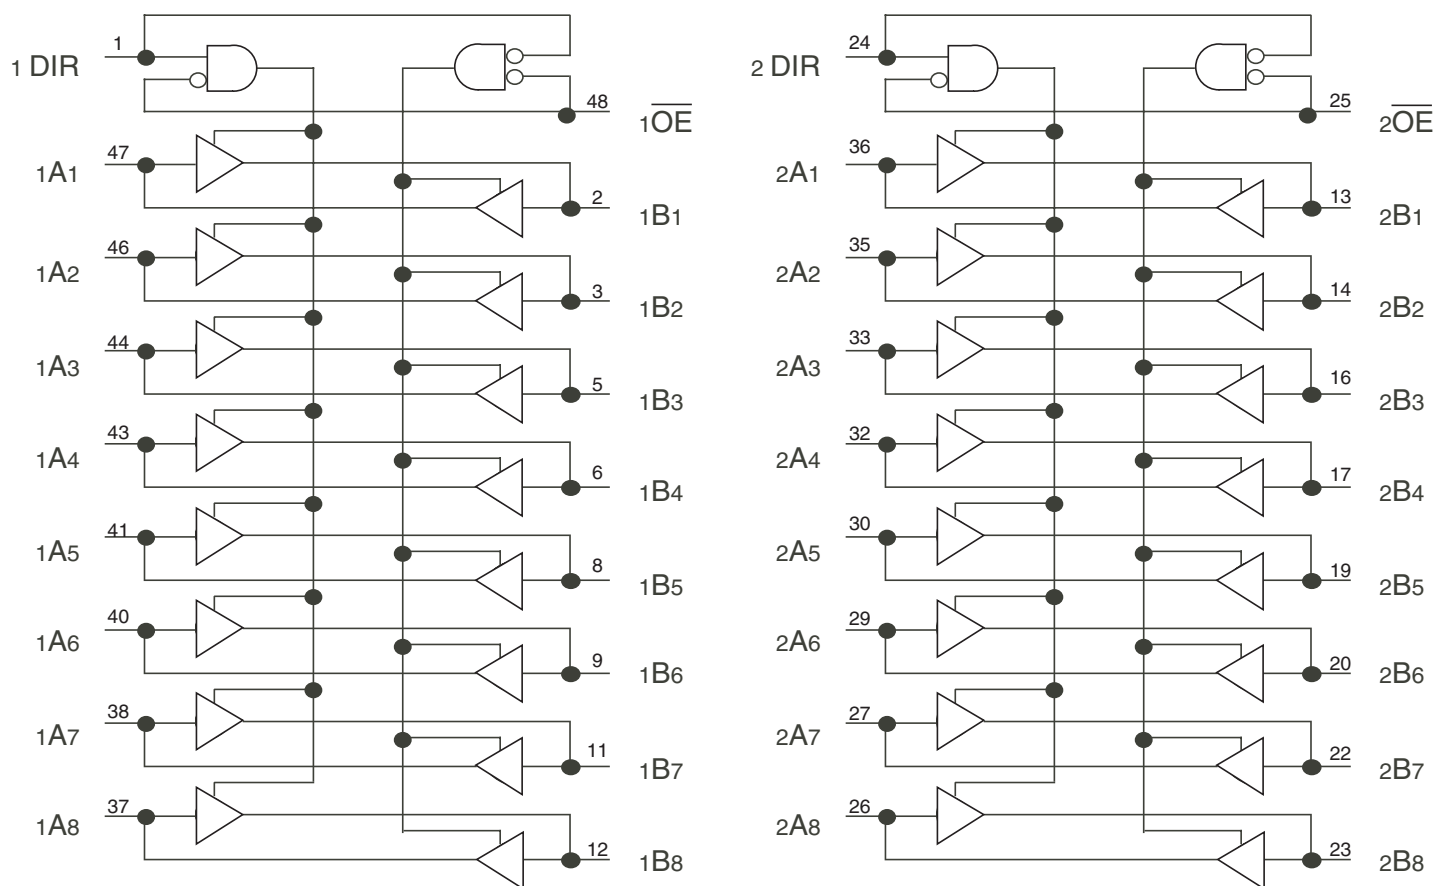 1 DIR 1
48 1OE
1A1 47
2 1B1
1A2 46
3 1B2
1A3 44
5 1B3
1A4 43
6 1B4
1A5 41
8 1B5
1A6 40
9 1B6
1A7 38
11 1B7
1A8 37
12 1B8
2 DIR 24
25 2OE
2A1 36
13 2B1
2A2 35
14 2B2
2A3 33
16 2B3
2A4 32
17 2B4
2A5 30
19 2B5
2A6 29
20 2B6
2A7 27
22 2B7
2A8 26
23 2B8